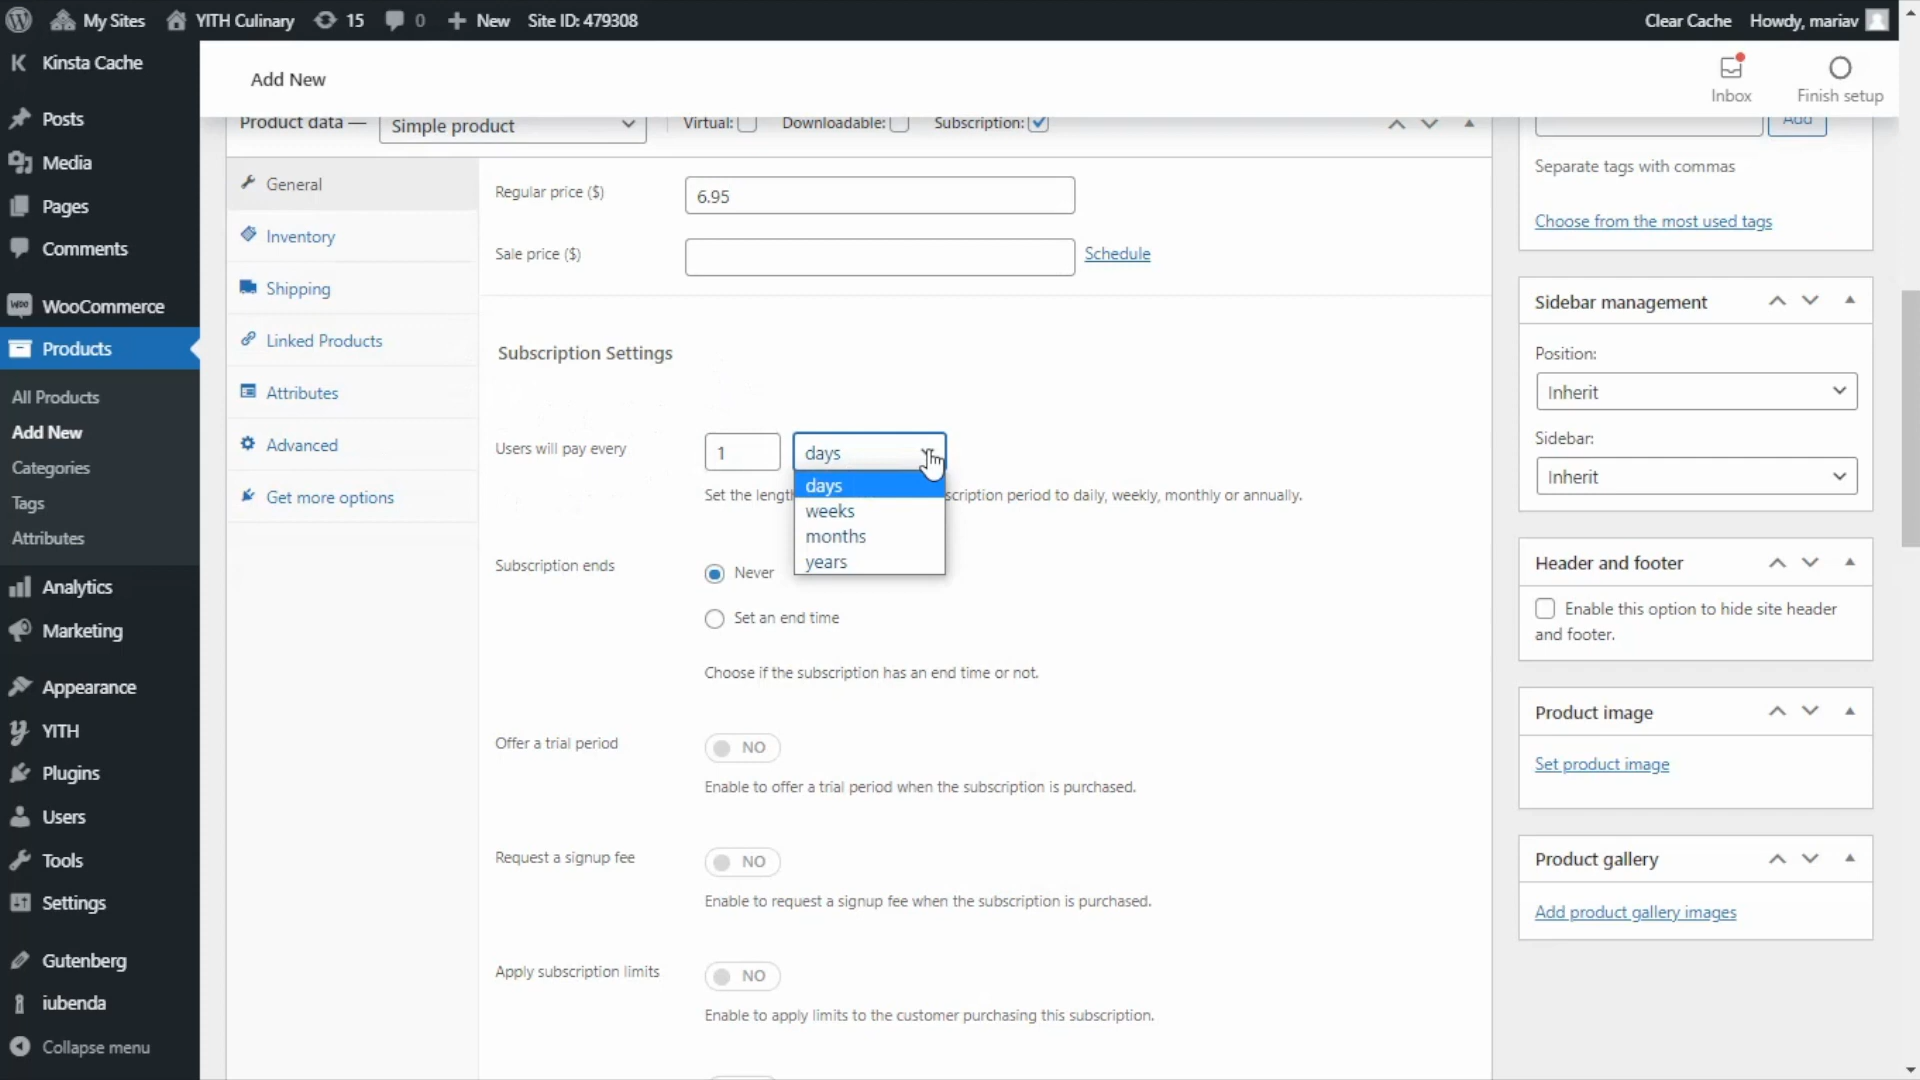 My Sites
YITH Culinary
15
0
New
Site ID: 479308
Clear Cache
Howdy, mariav
Kinsta Cache
Posts
Media
Pages
Comments
WooCommerce
Products
All Products
Add New
Categories
Tags
Attributes
Analytics
Marketing
Appearance
YITH
Plugins
Users
Tools
Settings
Gutenberg
iubenda
Collapse menu
Add New
Inbox
Finish setup
Product data —
Simple product
Virtual:
Downloadable:
Subscription:
General
Inventory
Shipping
Linked Products
Attributes
Advanced
Get more options
Regular price ($)
6.95
Sale price ($)
Schedule
Subscription Settings
Users will pay every
1
days
days
weeks
months
years
Set the length scription period to daily, weekly, monthly or annually.
Subscription ends
Never
Set an end time
Choose if the subscription has an end time or not.
Offer a trial period
NO
Enable to offer a trial period when the subscription is purchased.
Request a signup fee
NO
Enable to request a signup fee when the subscription is purchased.
Apply subscription limits
NO
Enable to apply limits to the customer purchasing this subscription.
Add
Separate tags with commas
Choose from the most used tags
Sidebar management
Position:
Inherit
Sidebar:
Inherit
Header and footer
Enable this option to hide site header
and footer.
Product image
Set product image
Product gallery
Add product gallery images